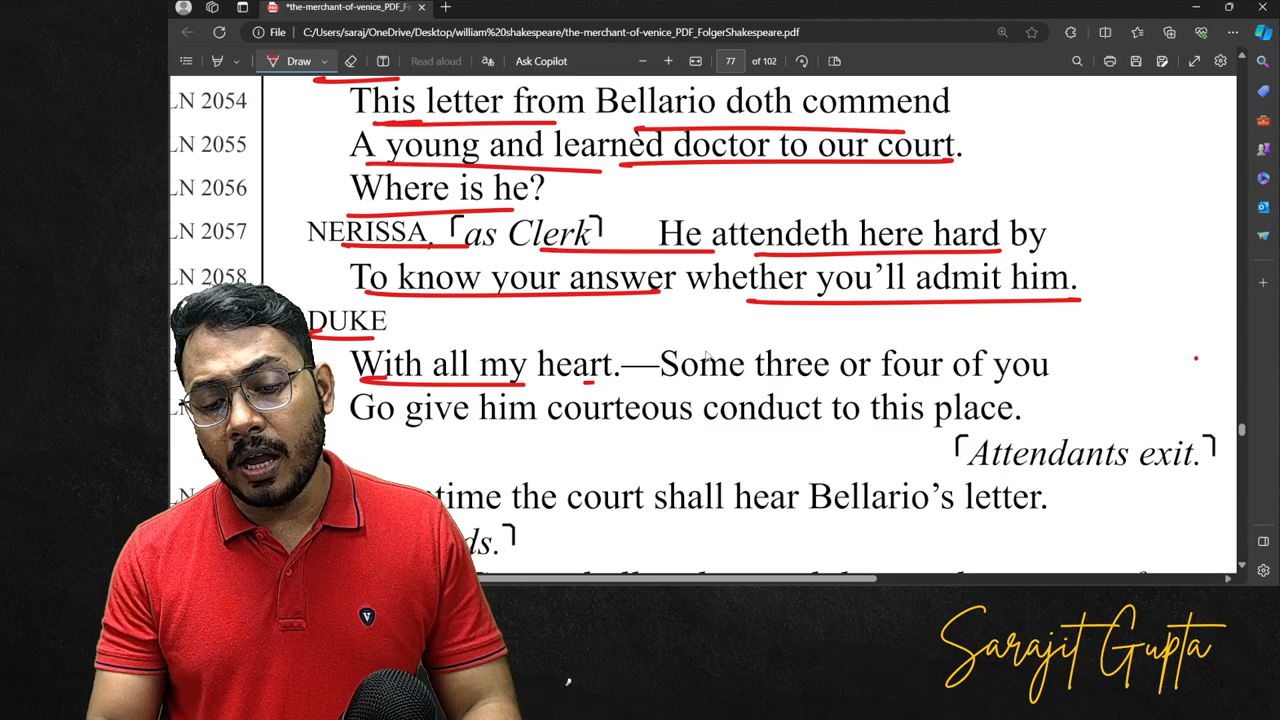 *the-merchant-of-venice_PDF_Fol
File C:/Users/saraj/OneDrive/Desktop/william%20shakespeare/the-merchant-of-venice_PDF_FolgerShakespeare.pdf
Draw Read aloud Ask Copilot 77 of 102
LN 2054 This letter from Bellario doth commend
LN 2055 A young and learnèd doctor to our court.
LN 2056 Where is he?
LN 2057 NERISSA, ⌜as Clerk⌝ He attendeth here hard by
LN 2058 To know your answer whether you’ll admit him.
DUKE
With all my heart.—Some three or four of you
Go give him courteous conduct to this place.
⌜Attendants exit.⌝
time the court shall hear Bellario’s letter.
ds.⌝
Sarajit Gupta